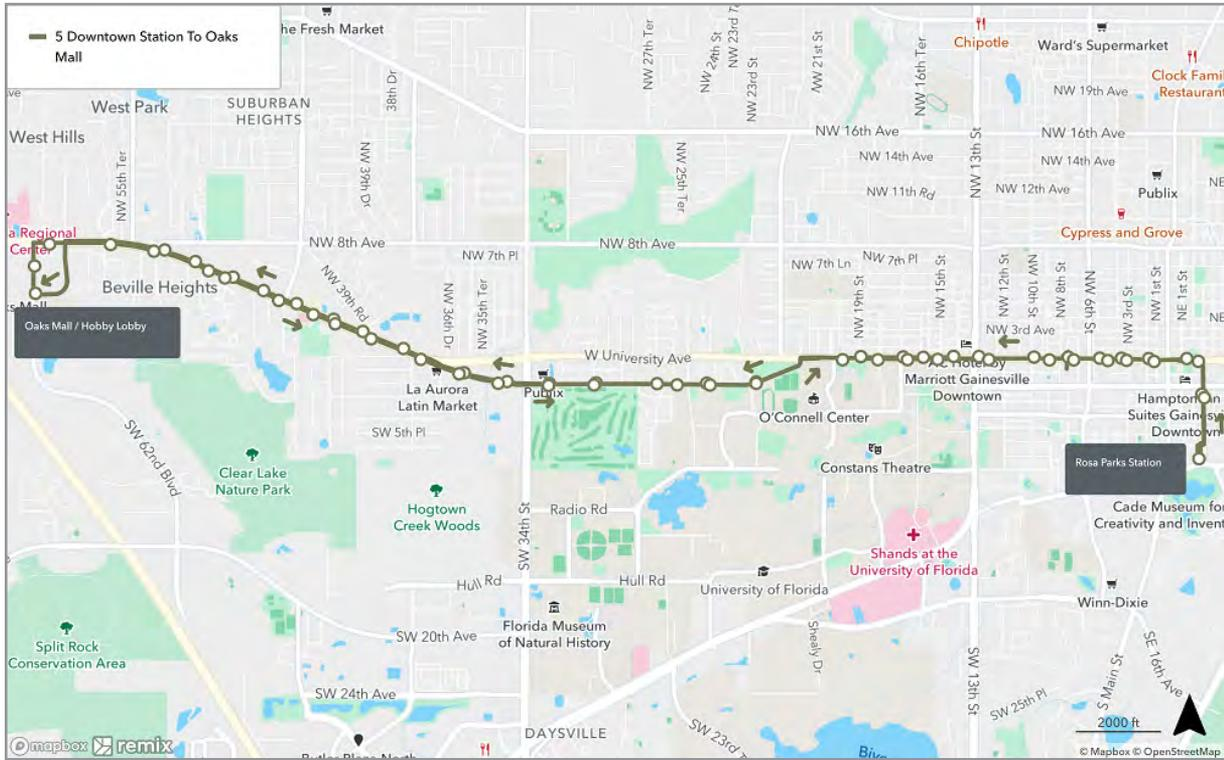 5 Downtown Station To Oaks
Mall
he Fresh Market
NW 27th Ter
NW 24th St
NW 23rd St
NW 21st St
NW 16th Ter
Chipotle
Ward's Supermarket
Clock Fami
Restaurant
NW 19th Ave
West Park
SUBURBAN
HEIGHTS
38th Dr
West Hills
NW 16th Ave
NW 16th Ave
NW 55th Ter
NW 39th Dr
NW 25th Ter
NW 14th Ave
NW 13th St
NW 14th Ave
NW 11th Rd
NW 12th Ave
Publix
a Regional
Center
Cypress and Grove
NW 8th Ave
NW 8th Ave
NW 7th Pl
NW 7th Ln
NW 7th Pl
Beville Heights
NW 39th Rd
NW 36th Dr
NW 35th Ter
NW 19th St
NW 15th St
NW 12th St
NW 10th St
NW 8th St
NW 6th St
NW 3rd St
NW 1st St
NE 1st St
Oaks Mall / Hobby Lobby
NW 3rd Ave
W University Ave
La Aurora
Latin Market
Publix
AC Hotel by
Marriott Gainesville
Downtown
O'Connell Center
Hampton
Suites Gainesv
Downtown
SW 5th Pl
SW 62nd Blvd
Clear Lake
Nature Park
Constans Theatre
Rosa Parks Station
Hogtown
Creek Woods
Radio Rd
SW 34th St
Cade Museum for
Creativity and Inven
Shands at the
University of Florida
Hull Rd
Hull Rd
University of Florida
Winn-Dixie
Florida Museum
of Natural History
SW 20th Ave
Shealy Dr
SE 16th Ave
Split Rock
Conservation Area
SW 24th Ave
SW 13th St
SW 25th Pl
S Main St
2000 ft
DAYSVILLE
SW 23rd T
mapbox remix
Butler Plaza North
Biv
© Mapbox © OpenStreetMap